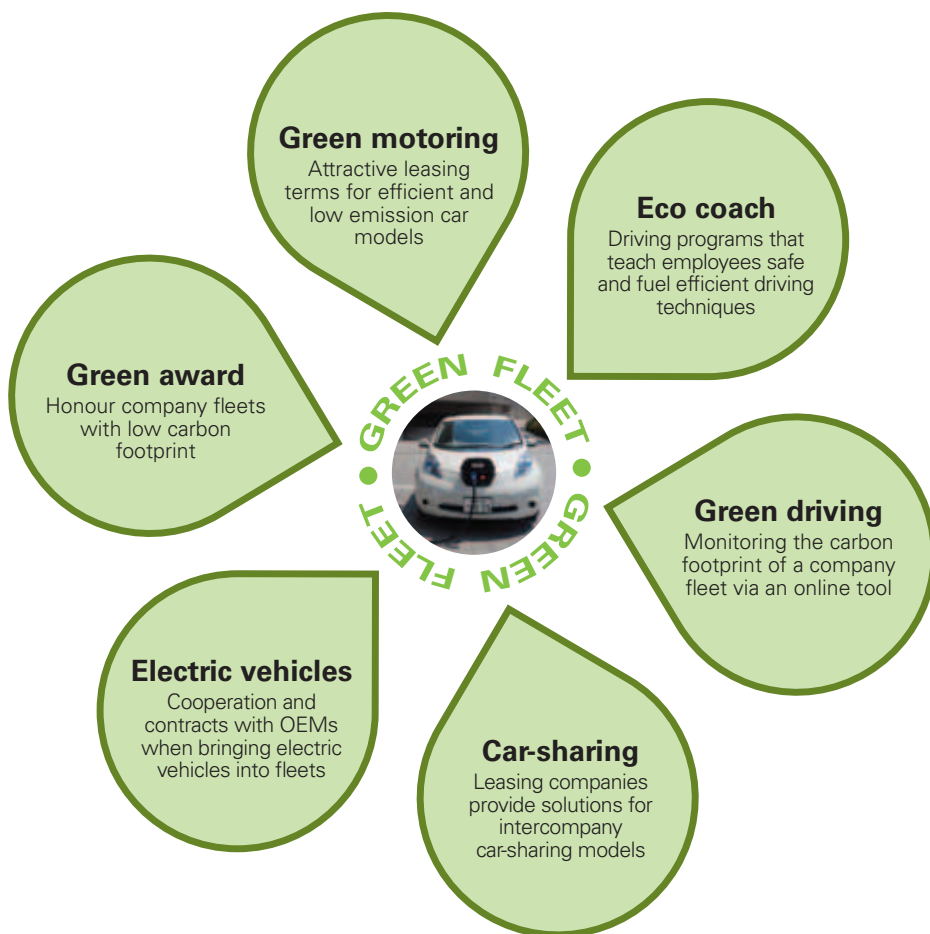 Green motoring
Attractive leasing
terms for efficient and
low emission car
models
Eco coach
Driving programs that
teach employees safe
and fuel efficient driving
techniques
Green award
Honour company fleets
with low carbon
footprint
GREEN FLEET • GREEN FLEET •
Green driving
Monitoring the carbon
footprint of a company
fleet via an online tool
Electric vehicles
Cooperation and
contracts with OEMs
when bringing electric
vehicles into fleets
Car-sharing
Leasing companies
provide solutions for
intercompany
car-sharing models